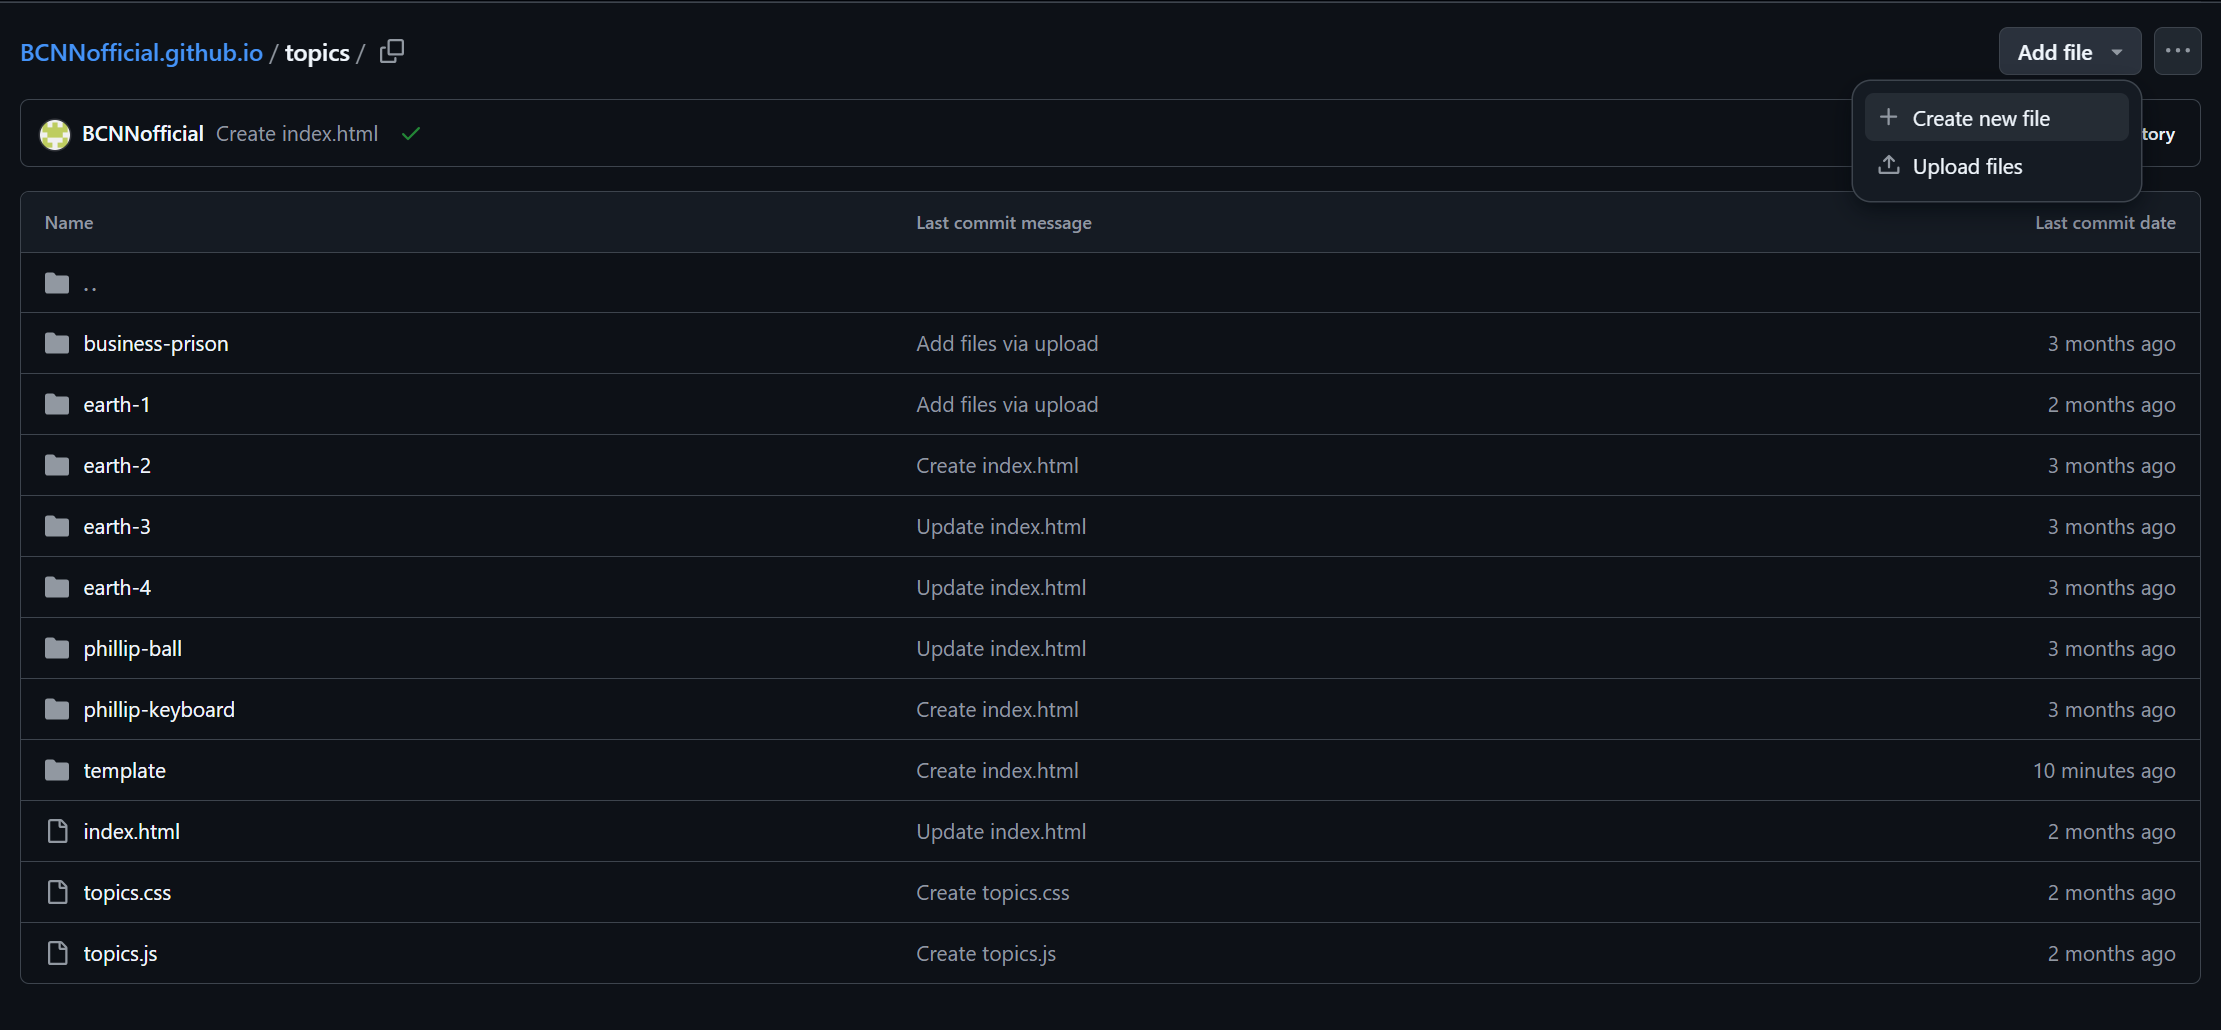 BCNNofficial.github.io / topics /
Add file
BCNNofficial Create index.html
Create new file
tory
Upload files
Name Last commit message Last commit date
..
business-prison Add files via upload 3 months ago
earth-1 Add files via upload 2 months ago
earth-2 Create index.html 3 months ago
earth-3 Update index.html 3 months ago
earth-4 Update index.html 3 months ago
phillip-ball Update index.html 3 months ago
phillip-keyboard Create index.html 3 months ago
template Create index.html 10 minutes ago
index.html Update index.html 2 months ago
topics.css Create topics.css 2 months ago
topics.js Create topics.js 2 months ago